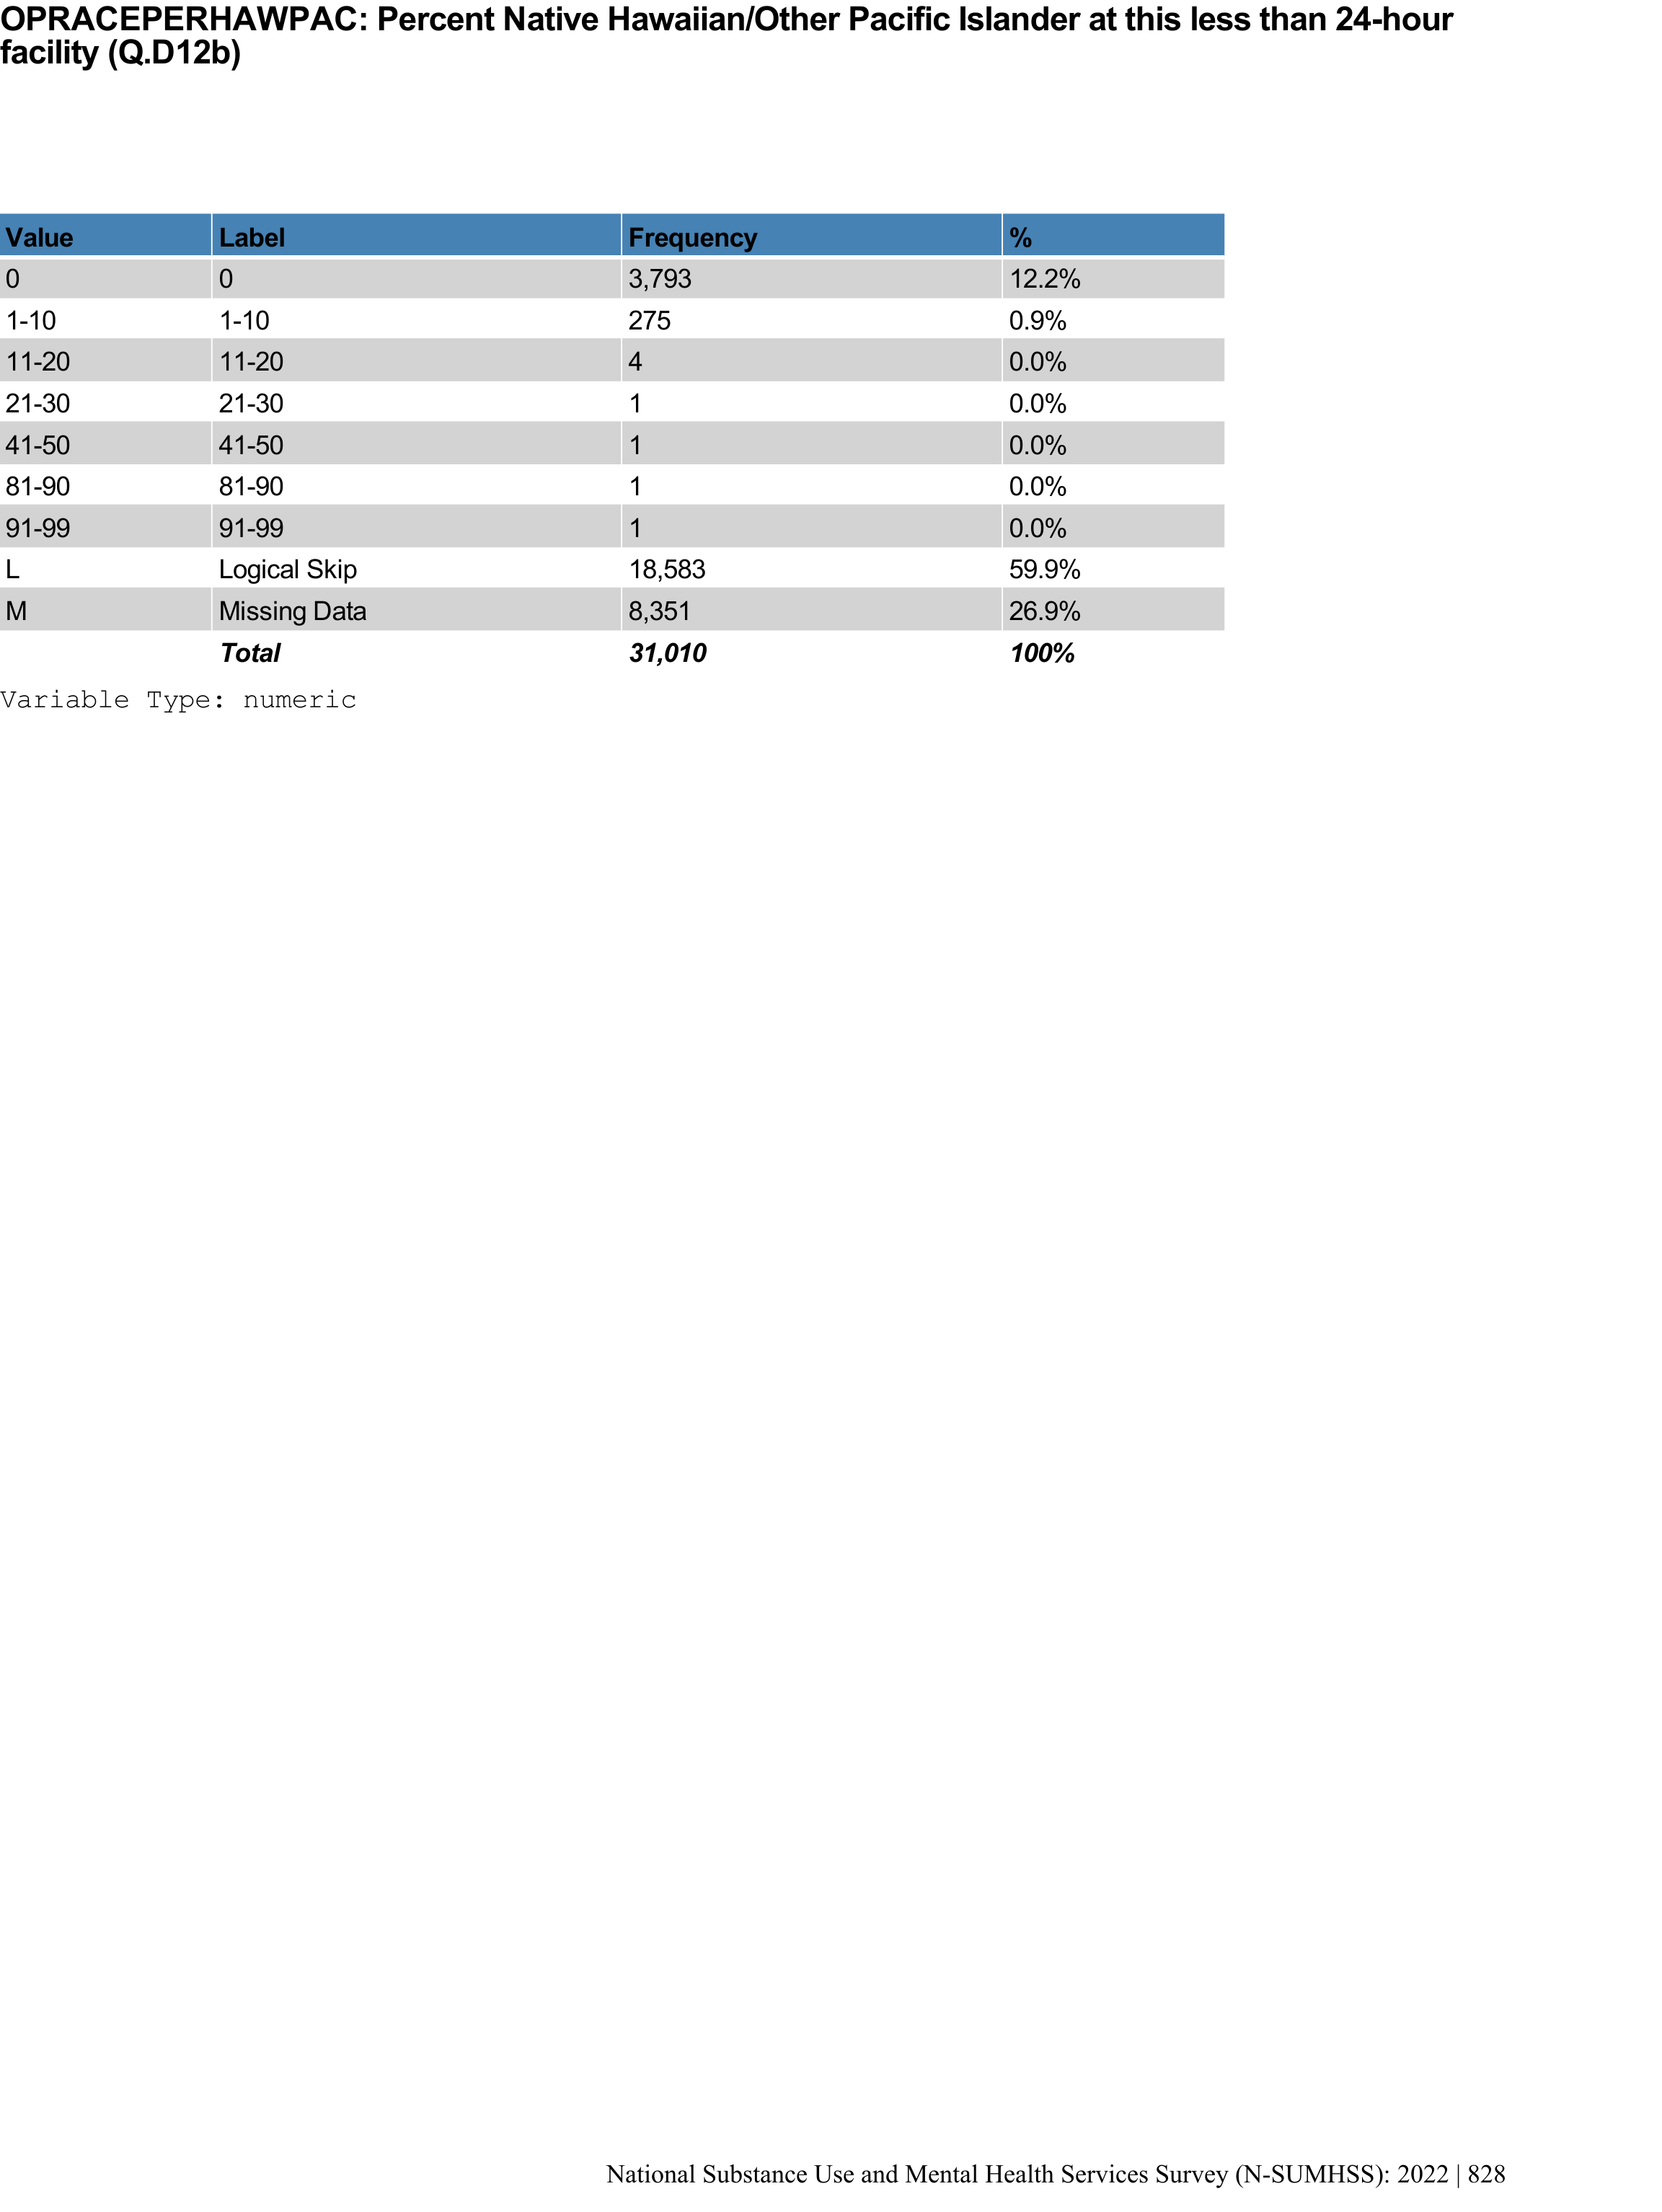 OPRACEPERHAWPAC: Percent Native Hawaiian/Other Pacific Islander at this less than 24-hour
facility (Q.D12b)
Value Label Frequency %
0 0 3,793 12.2%
1-10 1-10 275 0.9%
11-20 11-20 4 0.0%
21-30 21-30 1 0.0%
41-50 41-50 1 0.0%
81-90 81-90 1 0.0%
91-99 91-99 1 0.0%
L Logical Skip 18,583 59.9%
M Missing Data 8,351 26.9%
Total 31,010 100%
Variable Type: numeric
National Substance Use and Mental Health Services Survey (N-SUMHSS): 2022 | 828